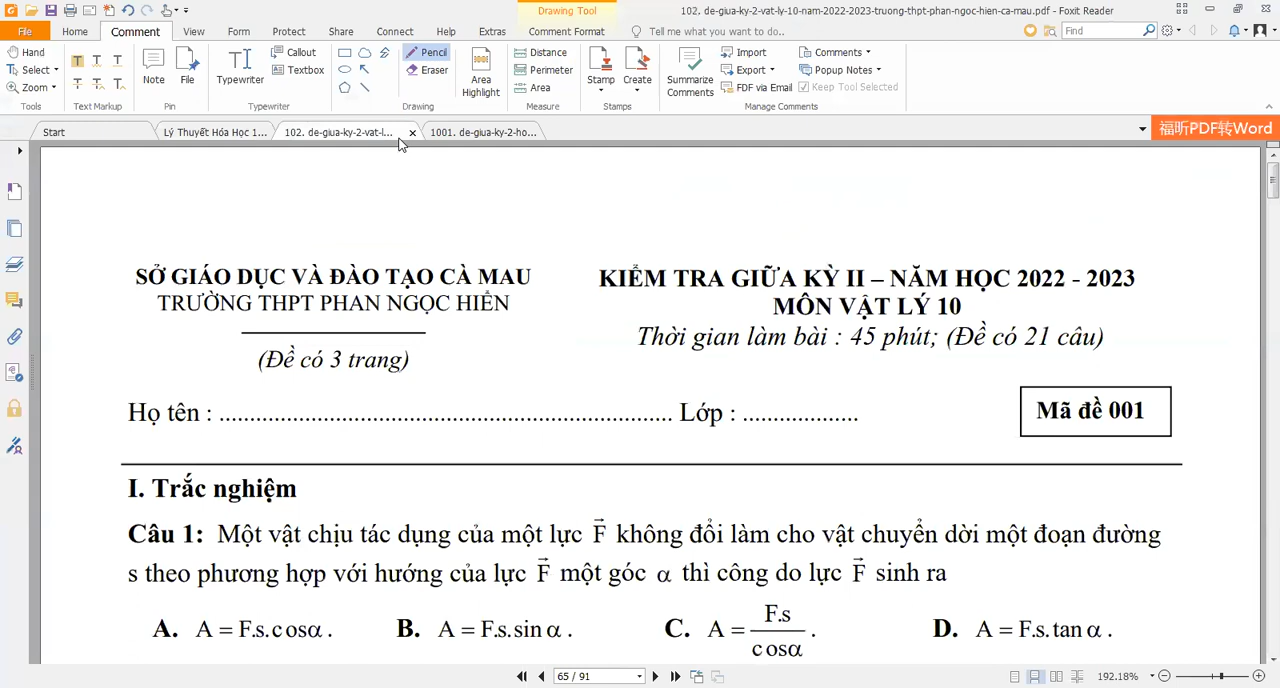 102, de-giua-ky-2-vat-ly-10-nam-2022-2023-truong-thpt-phan-ngoc-hien-ca-mau.pdf - Foxit Reader
Drawing Tool
File Home Comment View Form Protect Share Connect Help Extras Comment Format Tell me what you want to do.. Find
Hand Select Zoom Tools
T T T T T T Text Markup
Note File Pin
Typewriter Callout Textbox Typewriter
Pencil Eraser Area Highlight Drawing
Distance Perimeter Area Measure
Stamp Create Stamps
Summarize Comments Import Export FDF via Email Comments Popup Notes Keep Tool Selected Manage Comments
Start Lý Thuyết Hóa Học 1... 102. de-giua-ky-2-vat-l... 1001. de-giua-ky-2-ho... 福昕PDF转Word
SỞ GIÁO DỤC VÀ ĐÀO TẠO CÀ MAU
TRƯỜNG THPT PHAN NGỌC HIỂN
(Đề có 3 trang)
KIỂM TRA GIỮA KỲ II – NĂM HỌC 2022 - 2023
MÔN VẬT LÝ 10
Thời gian làm bài : 45 phút; (Đề có 21 câu)
Họ tên : ............................................................... Lớp : ...................
Mã đề 001
I. Trắc nghiệm
Câu 1: Một vật chịu tác dụng của một lực F⃗ không đổi làm cho vật chuyển dời một đoạn đường
s theo phương hợp với hướng của lực F⃗ một góc α thì công do lực F⃗ sinh ra
A. A = F.s.cosα . B. A = F.s.sin α . C. A = F.s / cosα . D. A = F.s.tan α .
65 / 91 192.18%